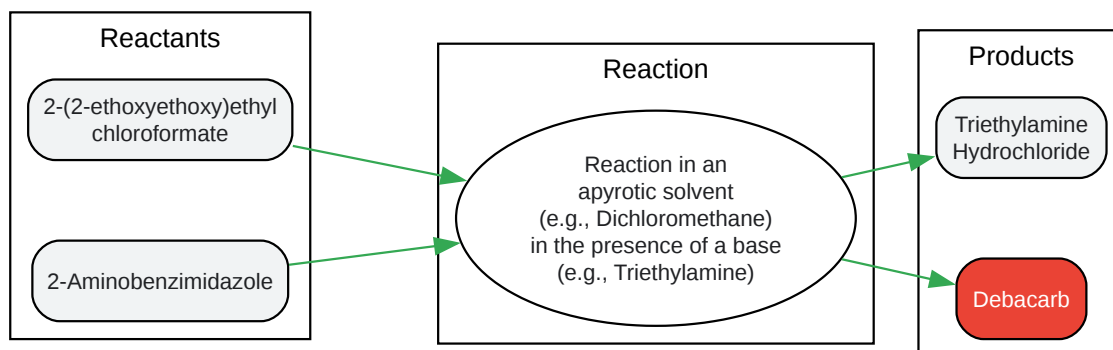 Reactants
2-(2-ethoxyethoxy)ethyl
chloroformate
2-Aminobenzimidazole
Reaction
Reaction in an
apyrotic solvent
(e.g., Dichloromethane)
in the presence of a base
(e.g., Triethylamine)
Products
Triethylamine
Hydrochloride
Debacarb